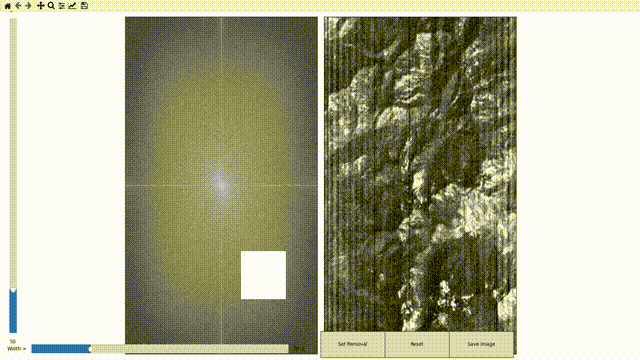 50
Width->
Set Removal
Reset
Save Image